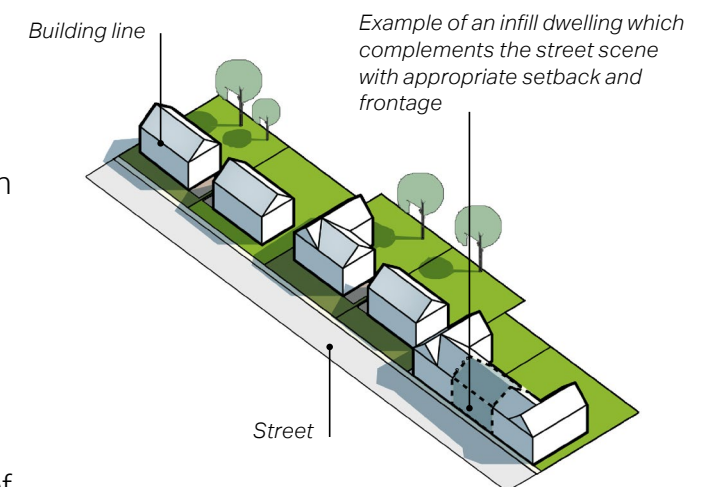 Building line
Example of an infill dwelling which
complements the street scene
with appropriate setback and
frontage
Street